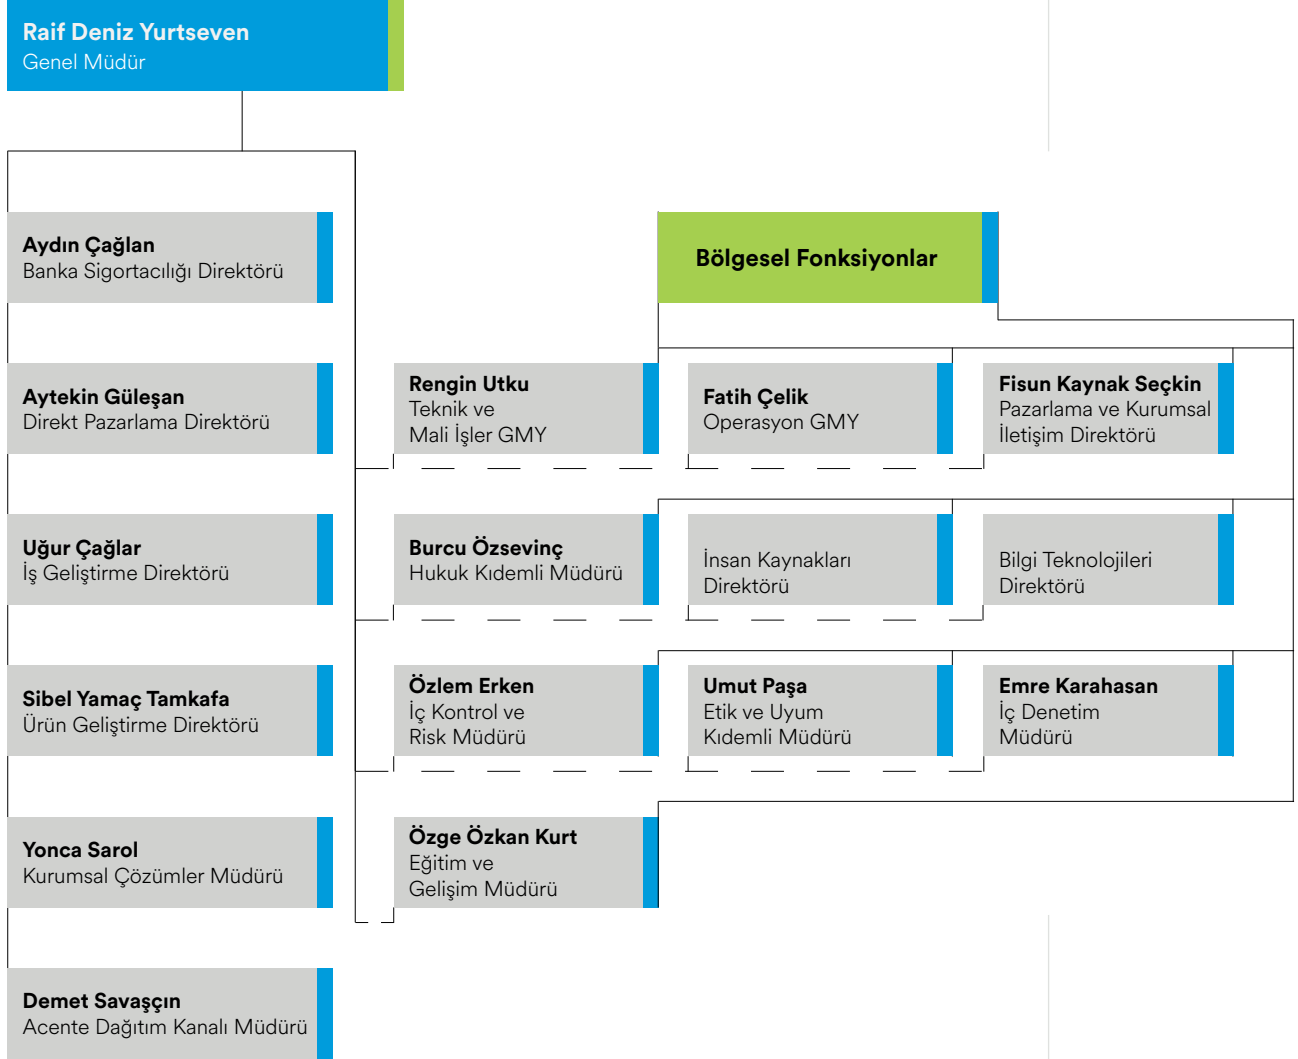 Raif Deniz Yurtseven
Genel Müdür
Aydın Çağlan
Banka Sigortacılığı Direktörü
Bölgesel Fonksiyonlar
Aytekin Güleşan
Direkt Pazarlama Direktörü
Rengin Utku
Teknik ve
Mali İşler GMY
Fatih Çelik
Operasyon GMY
Fisun Kaynak Seçkin
Pazarlama ve Kurumsal
İletişim Direktörü
Uğur Çağlar
İş Geliştirme Direktörü
Burcu Özsevinç
Hukuk Kıdemli Müdürü
İnsan Kaynakları
Direktörü
Bilgi Teknolojileri
Direktörü
Sibel Yamaç Tamkafa
Ürün Geliştirme Direktörü
Özlem Erken
İç Kontrol ve
Risk Müdürü
Umut Paşa
Etik ve Uyum
Kıdemli Müdürü
Emre Karahasan
İç Denetim
Müdürü
Yonca Sarol
Kurumsal Çözümler Müdürü
Özge Özkan Kurt
Eğitim ve
Gelişim Müdürü
Demet Savaşçın
Acente Dağıtım Kanalı Müdürü